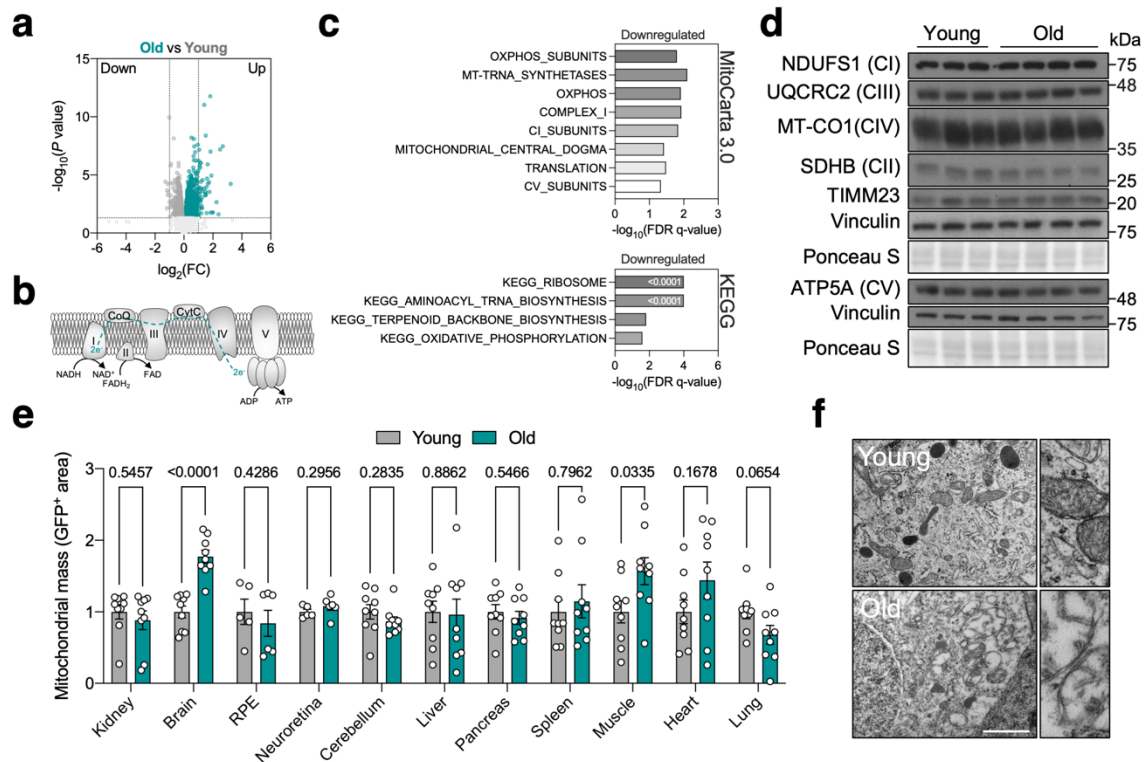 a
Old vs Young
Down
Up
-log10(P value)
15
10
5
0
-6
-4
-2
0
2
4
6
log2(FC)
b
CoQ
CytC
I
II
III
IV
V
2e-
2e-
NADH
NAD+
FADH2
FAD
ADP
ATP
c
Downregulated
OXPHOS_SUBUNITS
MT-TRNA_SYNTHETASES
OXPHOS
COMPLEX_I
CI_SUBUNITS
MITOCHONDRIAL_CENTRAL_DOGMA
TRANSLATION
CV_SUBUNITS
0 1 2 3
-log10(FDR q-value)
MitoCarta 3.0
Downregulated
KEGG_RIBOSOME
<0.0001
KEGG_AMINOACYL_TRNA_BIOSYNTHESIS
<0.0001
KEGG_TERPENOID_BACKBONE_BIOSYNTHESIS
KEGG_OXIDATIVE_PHOSPHORYLATION
0 1 2 3 4 5
-log10(FDR q-value)
KEGG
d
Young Old
kDa
NDUFS1 (CI)
75
48
UQCRC2 (CIII)
MT-CO1(CIV)
35
SDHB (CII)
25
TIMM23
20
Vinculin
75
Ponceau S
ATP5A (CV)
48
Vinculin
75
Ponceau S
e
Young Old
Mitochondrial mass (GFP+ area)
3
2
1
0
0.5457 <0.0001 0.4286 0.2956 0.2835 0.8862 0.5466 0.7962 0.0335 0.1678 0.0654
Kidney
Brain
RPE
Neuroretina
Cerebellum
Liver
Pancreas
Spleen
Muscle
Heart
Lung
f
Young
Old